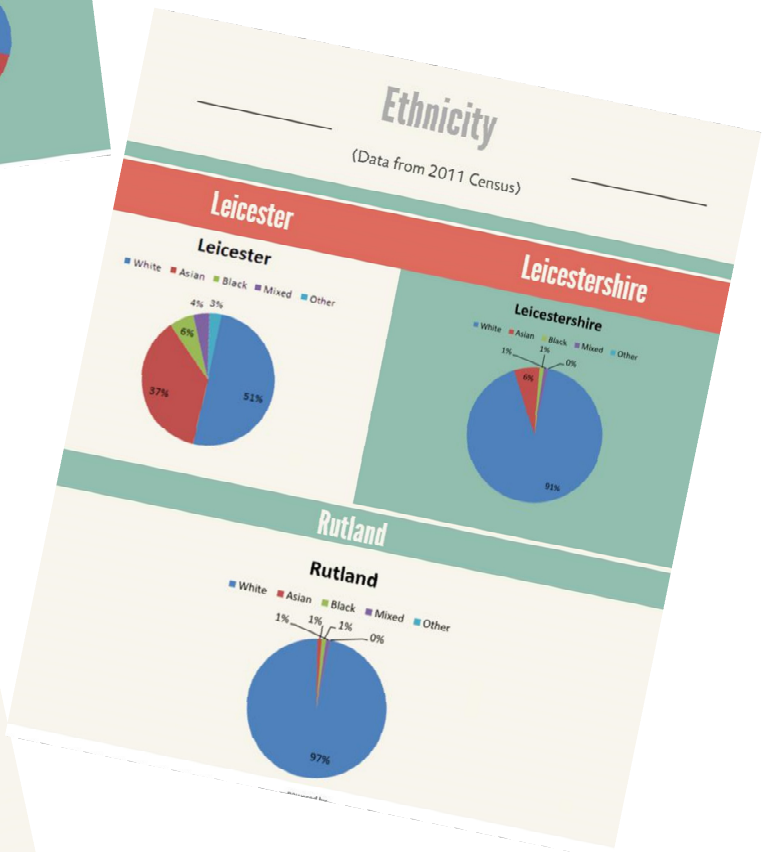 Ethnicity
(Data from 2011 Census)
Leicester
Leicester
White Asian Black Mixed Other
4% 3%
6%
37%
51%
Leicestershire
Leicestershire
White Asian Black Mixed Other
1% 1% 0%
6%
91%
Rutland
Rutland
White Asian Black Mixed Other
1% 1% 1% 0%
97%